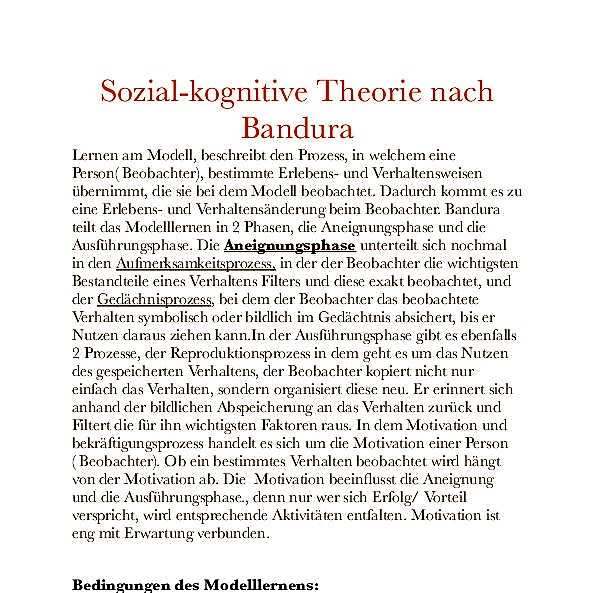 Sozial-kognitive Theorie nach
Bandura
Lernen am Modell, beschreibt den Prozess, in welchem eine
Person( Beobachter), bestimmte Erlebens- und Verhaltensweisen
übernimmt, die sie bei dem Modell beobachtet. Dadurch kommt es zu
eine Erlebens- und Verhaltensänderung beim Beobachter. Bandura
teilt das Modelllernen in 2 Phasen, die Aneignungsphase und die
Ausführungsphase. Die Aneignungsphase unterteilt sich nochmal
in den Aufmerksamkeitsprozess, in der der Beobachter die wichtigsten
Bestandteile eines Verhaltens Filters und diese exakt beobachtet, und
der Gedächnisprozess, bei dem der Beobachter das beobachtete
Verhalten symbolisch oder bildlich im Gedächtnis absichert, bis er
Nutzen daraus ziehen kann.In der Ausführungsphase gibt es ebenfalls
2 Prozesse, der Reproduktionsprozess in dem geht es um das Nutzen
des gespeicherten Verhaltens, der Beobachter kopiert nicht nur
einfach das Verhalten, sondern organisiert diese neu. Er erinnert sich
anhand der bildlichen Abspeicherung an das Verhalten zurück und
Filtert die für ihn wichtigsten Faktoren raus. In dem Motivation und
bekräftigungsprozess handelt es sich um die Motivation einer Person
( Beobachter). Ob ein bestimmtes Verhalten beobachtet wird hängt
von der Motivation ab. Die  Motivation beeinflusst die Aneignung
und die Ausführungsphase., denn nur wer sich Erfolg/ Vorteil
verspricht, wird entsprechende Aktivitäten entfalten. Motivation ist
eng mit Erwartung verbunden.
Bedingungen des Modelllernens: